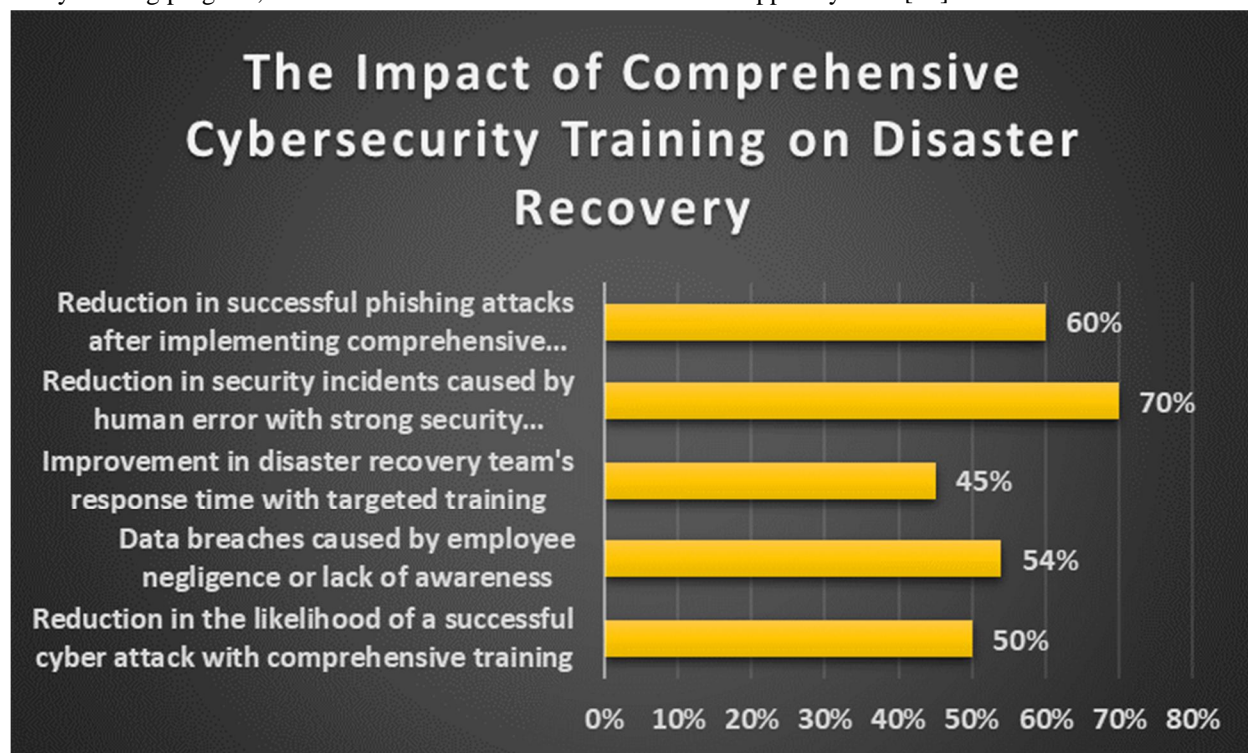 The Impact of Comprehensive
Cybersecurity Training on Disaster
Recovery
Reduction in successful phishing attacks
after implementing comprehensive...
60%
Reduction in security incidents caused by
human error with strong security...
70%
Improvement in disaster recovery team's
response time with targeted training
45%
Data breaches caused by employee
negligence or lack of awareness
54%
Reduction in the likelihood of a successful
cyber attack with comprehensive training
50%
0% 10% 20% 30% 40% 50% 60% 70% 80%